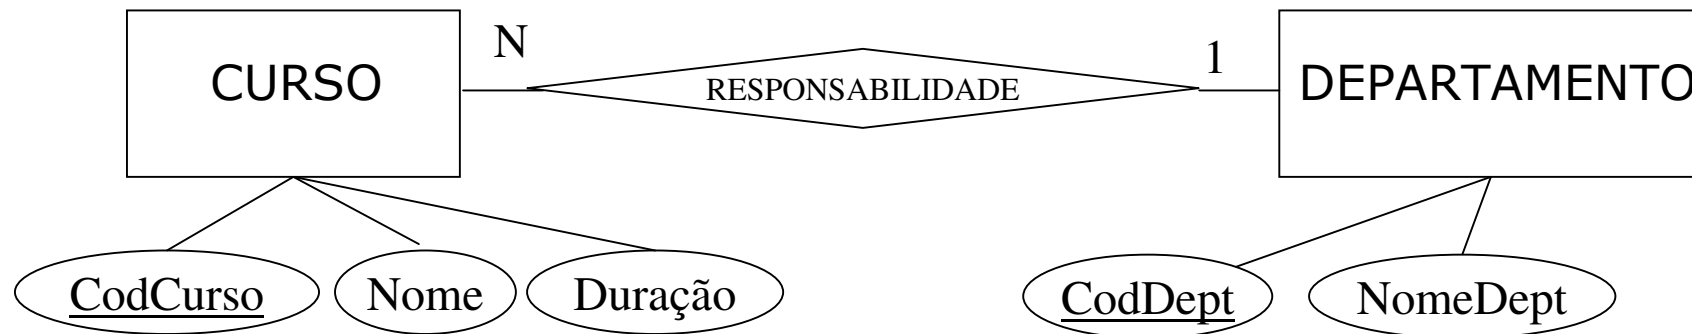 CURSO
N
RESPONSABILIDADE
1
DEPARTAMENTO
CodCurso
Nome
Duração
CodDept
NomeDept